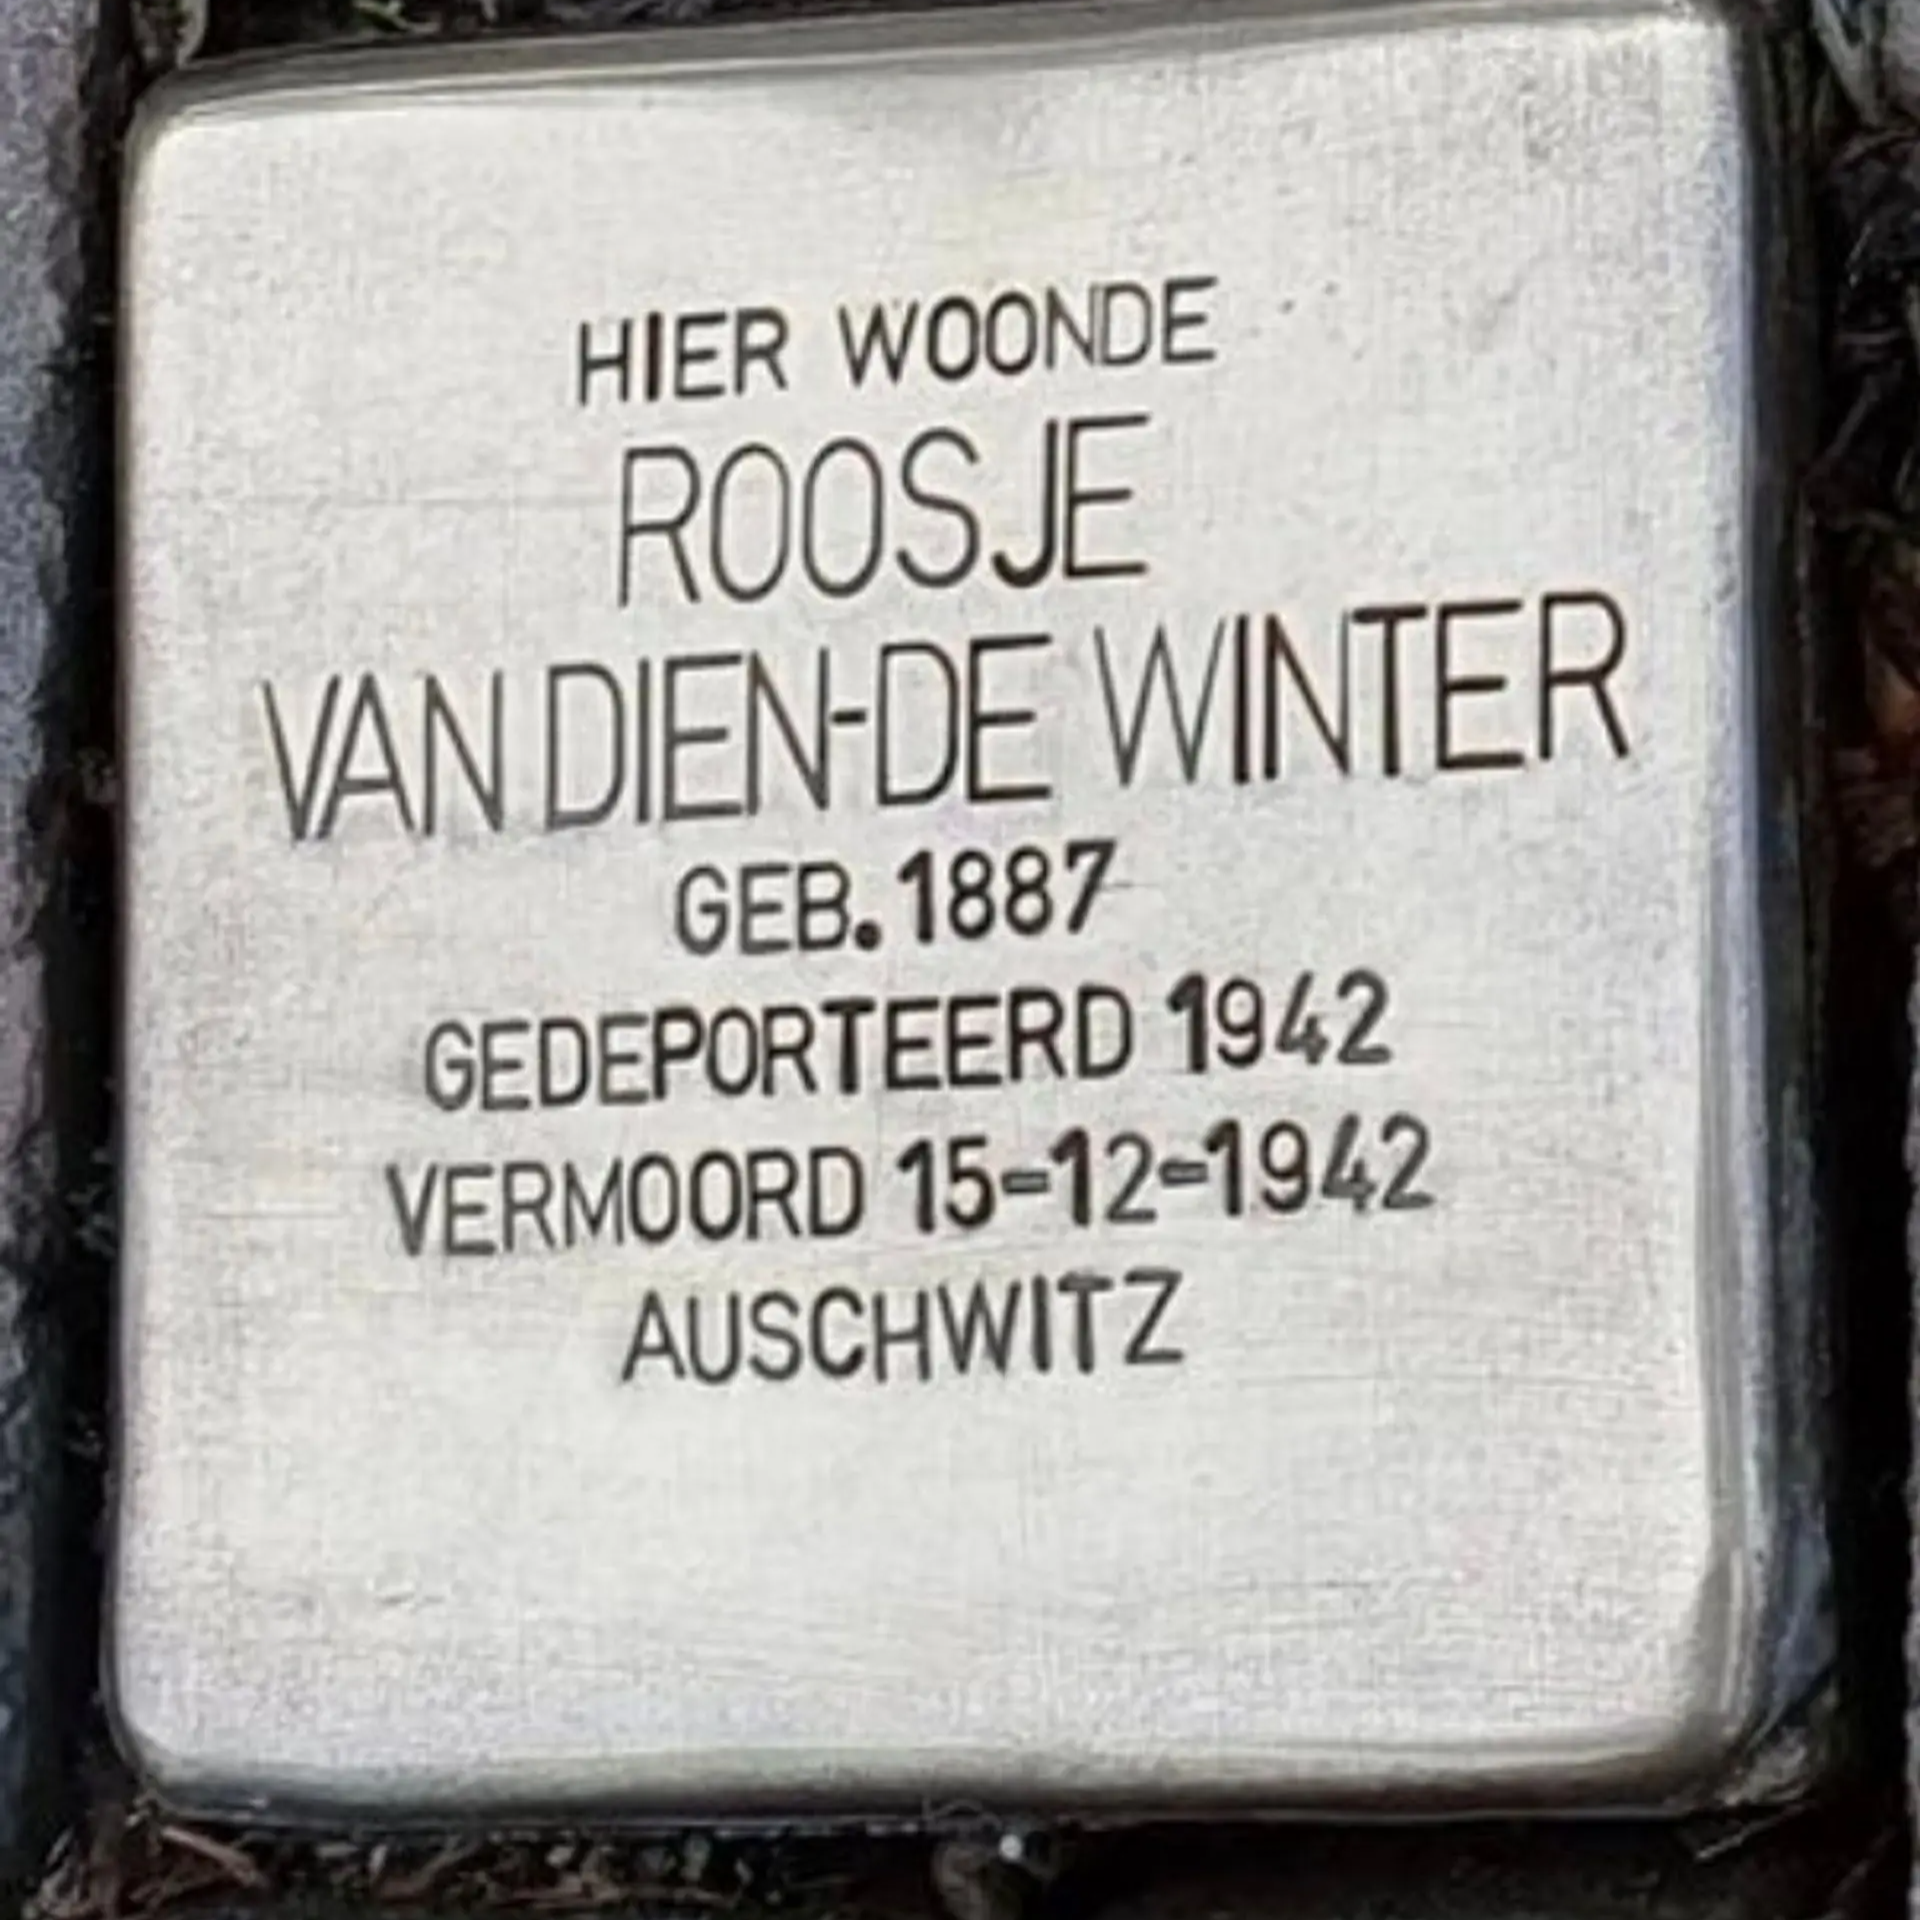 HIER WOONDE
ROOSJE
VAN DIEN-DE WINTER
GEB. 1887
GEDEPORTEERD 1942
VERMOORD 15-12-1942
AUSCHWITZ